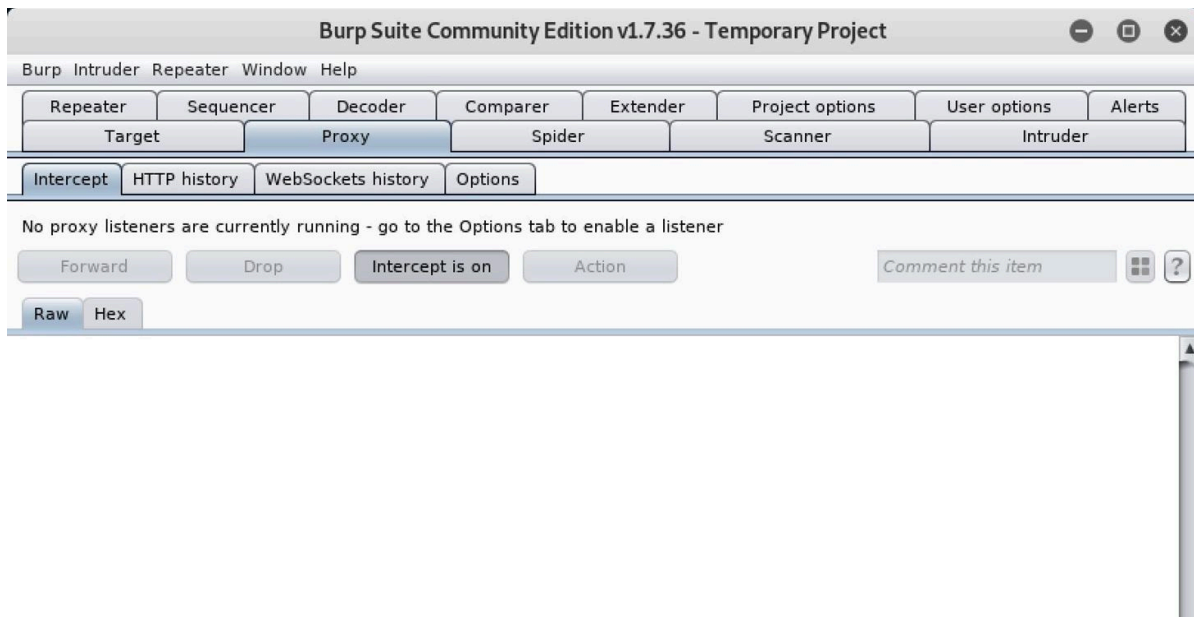 Burp Suite Community Edition v1.7.36 - Temporary Project
Burp Intruder Repeater Window Help
Repeater Sequencer Decoder Comparer Extender Project options User options Alerts
Target Proxy Spider Scanner Intruder
Intercept HTTP history WebSockets history Options
No proxy listeners are currently running - go to the Options tab to enable a listener
Forward Drop Intercept is on Action Comment this item ?
Raw Hex